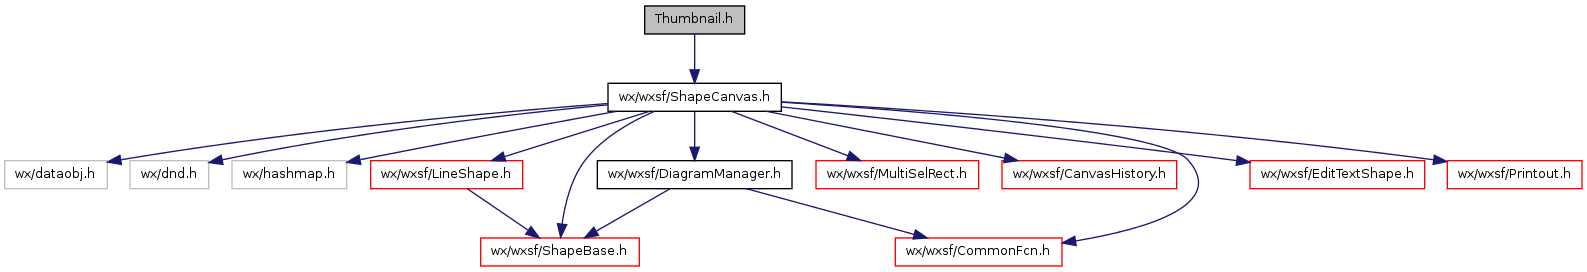 Thumbnail.h
wx/wxsf/ShapeCanvas.h
wx/dataobj.h
wx/dnd.h
wx/hashmap.h
wx/wxsf/LineShape.h
wx/wxsf/DiagramManager.h
wx/wxsf/MultiSelRect.h
wx/wxsf/CanvasHistory.h
wx/wxsf/EditTextShape.h
wx/wxsf/Printout.h
wx/wxsf/ShapeBase.h
wx/wxsf/CommonFcn.h